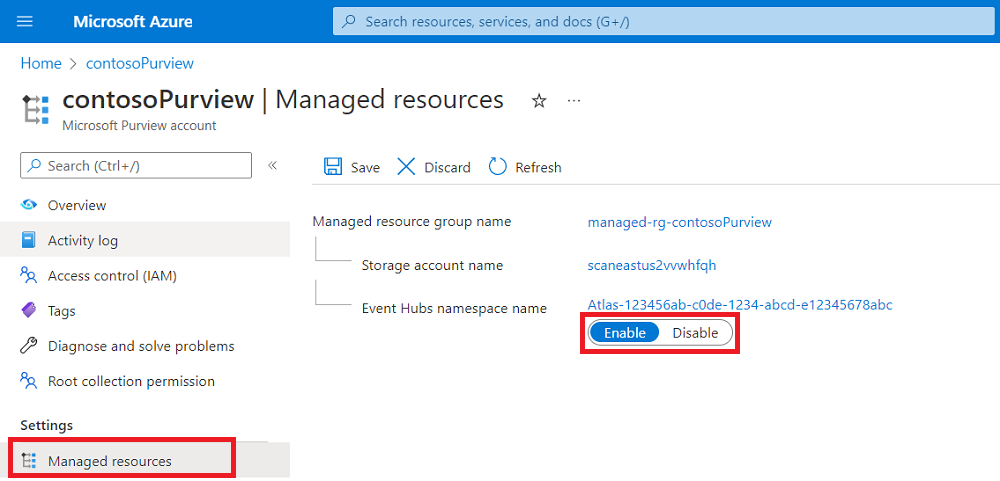 Microsoft Azure
Search resources, services, and docs (G+/)
Home > contosoPurview
contosoPurview | Managed resources
Microsoft Purview account
Search (Ctrl+/)
Save
Discard
Refresh
Overview
Activity log
Access control (IAM)
Tags
Diagnose and solve problems
Root collection permission
Settings
Managed resources
Managed resource group name
managed-rg-contosoPurview
Storage account name
scaneastus2vvwhfqh
Event Hubs namespace name
Atlas-123456ab-c0de-1234-abcd-e12345678abc
Enable
Disable